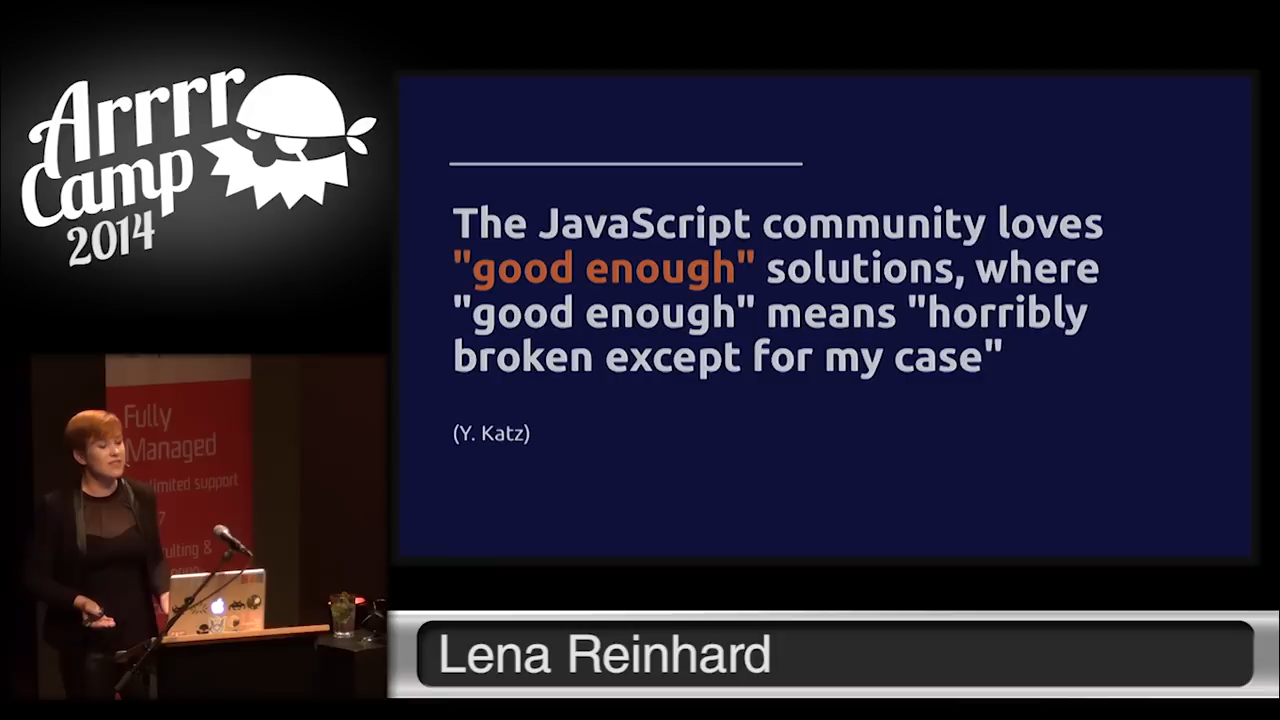 Arrrr
Camp
2014
The JavaScript community loves
"good enough" solutions, where
"good enough" means "horribly
broken except for my case"
(Y. Katz)
Fully
Managed
support
&
Lena Reinhard